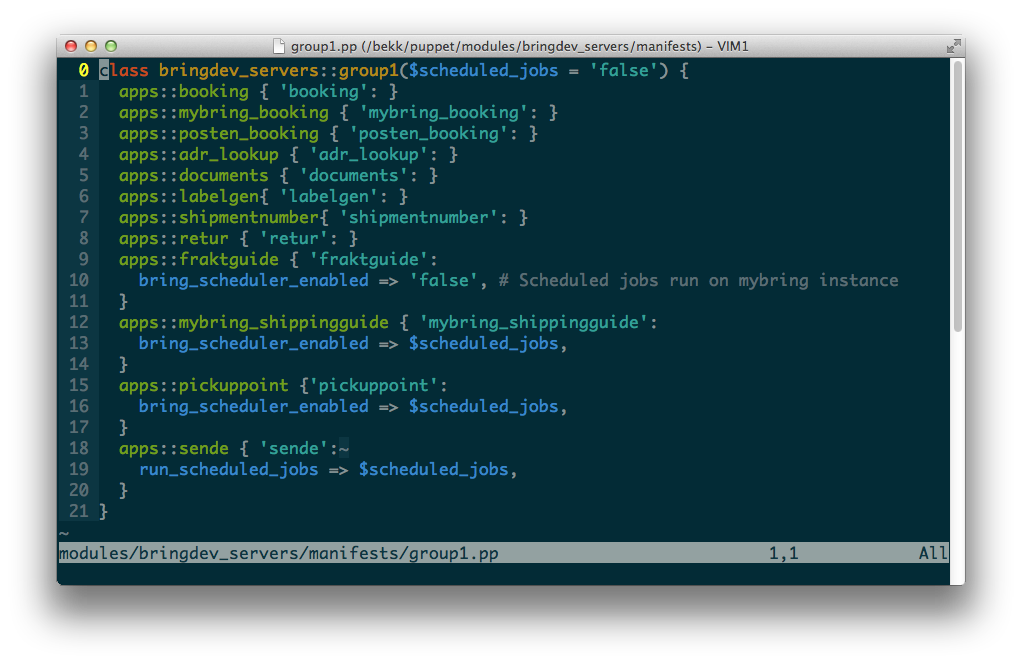 group1.pp (/bekk/puppet/modules/bringdev_servers/manifests) – VIM1
0 class bringdev_servers::group1($scheduled_jobs = 'false') {
1   apps::booking { 'booking': }
2   apps::mybring_booking { 'mybring_booking': }
3   apps::posten_booking { 'posten_booking': }
4   apps::adr_lookup { 'adr_lookup': }
5   apps::documents { 'documents': }
6   apps::labelgen{ 'labelgen': }
7   apps::shipmentnumber{ 'shipmentnumber': }
8   apps::retur { 'retur': }
9   apps::fraktguide { 'fraktguide':
10     bring_scheduler_enabled => 'false', # Scheduled jobs run on mybring instance
11   }
12   apps::mybring_shippingguide { 'mybring_shippingguide':
13     bring_scheduler_enabled => $scheduled_jobs,
14   }
15   apps::pickuppoint {'pickuppoint':
16     bring_scheduler_enabled => $scheduled_jobs,
17   }
18   apps::sende { 'sende':~
19     run_scheduled_jobs => $scheduled_jobs,
20   }
21 }
~
modules/bringdev_servers/manifests/group1.pp 1,1 All